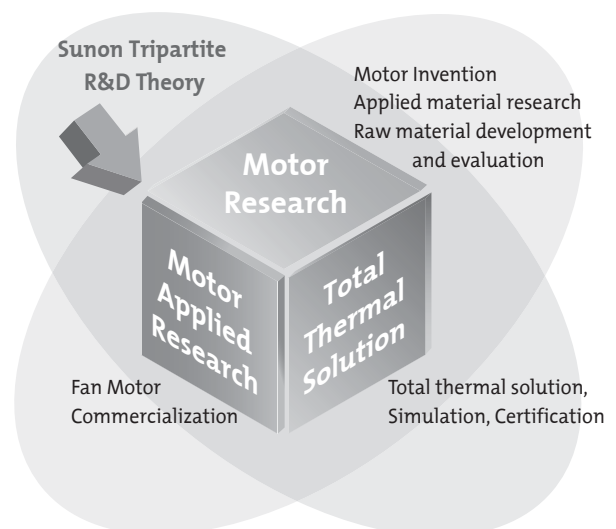 Sunon Tripartite
R&D Theory
Motor Invention
Applied material research
Raw material development
and evaluation
Motor
Research
Motor
Applied
Research
Total
Thermal
Solution
Fan Motor
Commercialization
Total thermal solution,
Simulation, Certification